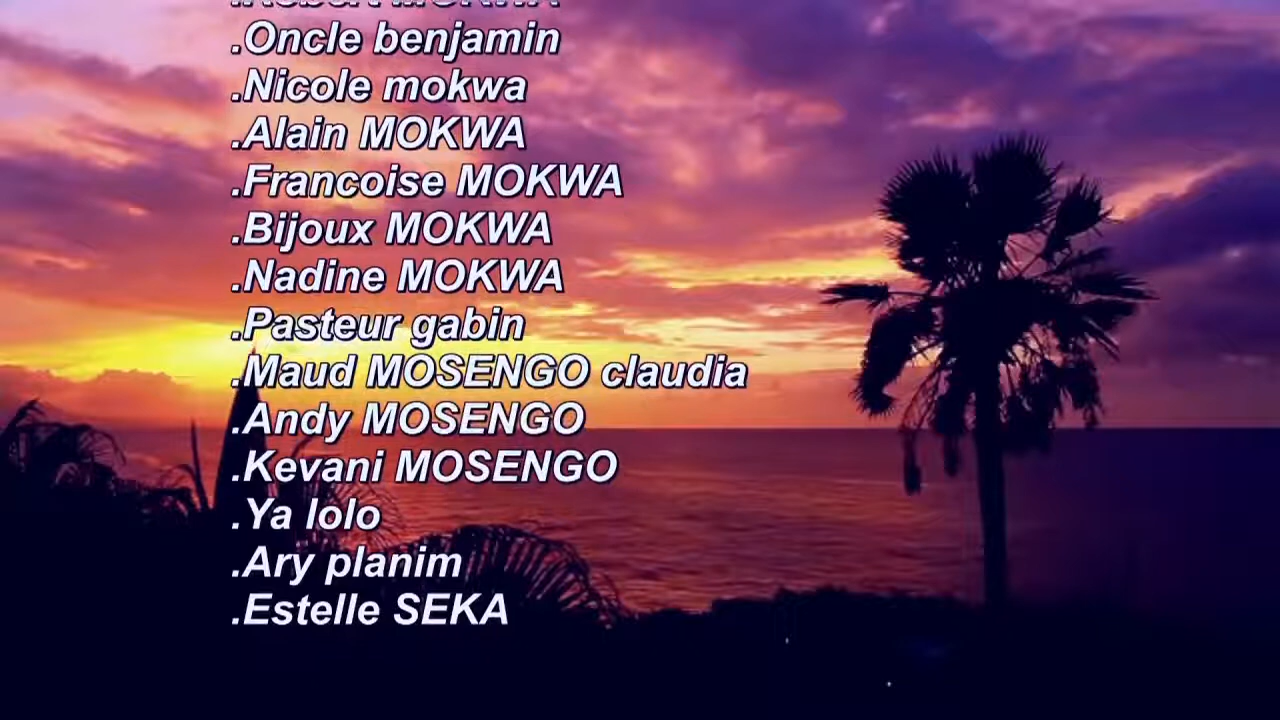 .Oncle benjamin
.Nicole mokwa
.Alain MOKWA
.Francoise MOKWA
.Bijoux MOKWA
.Nadine MOKWA
.Pasteur gabin
.Maud MOSENGO claudia
.Andy MOSENGO
.Kevani MOSENGO
.Ya lolo
.Ary planim
.Estelle SEKA